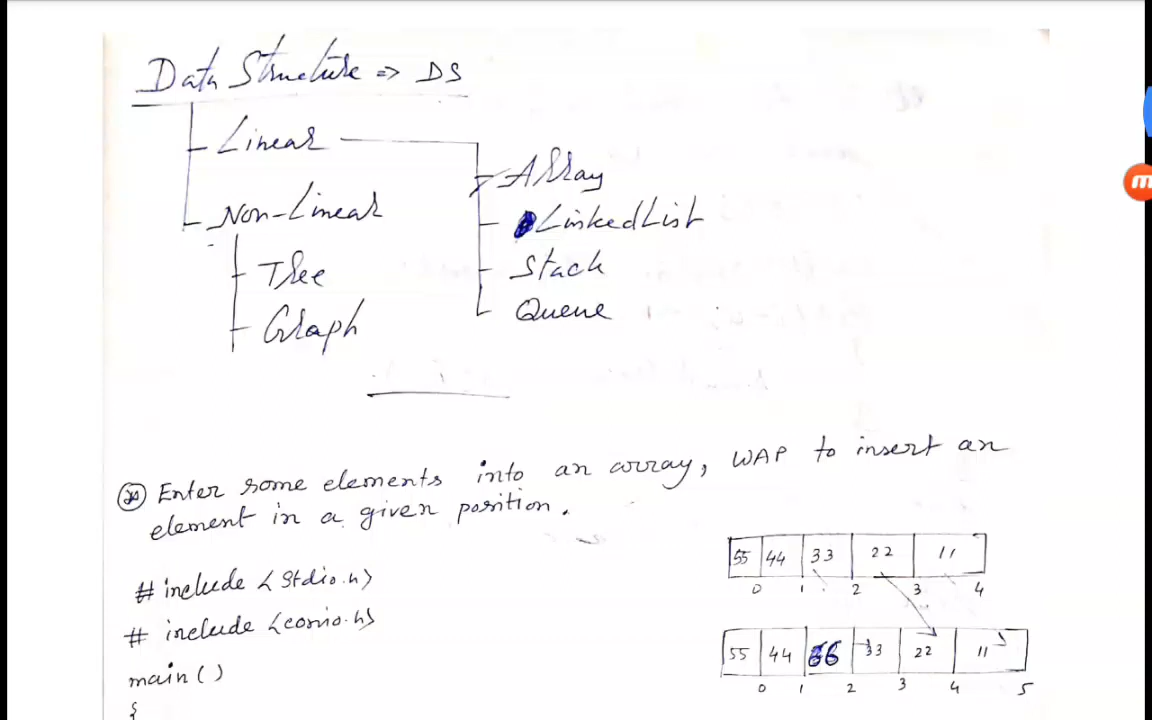 Data Structure => DS
Linear
Array
Non-Linear
LinkedList
Tree
Stack
Graph
Queue
Enter some elements into an array, WAP to insert an
element in a given position.
55 44 33 22 11
0 1 2 3 4
# include <stdio.h>
# include <conio.h>
55 44 66 33 22 11
0 1 2 3 4 5
main ()
{